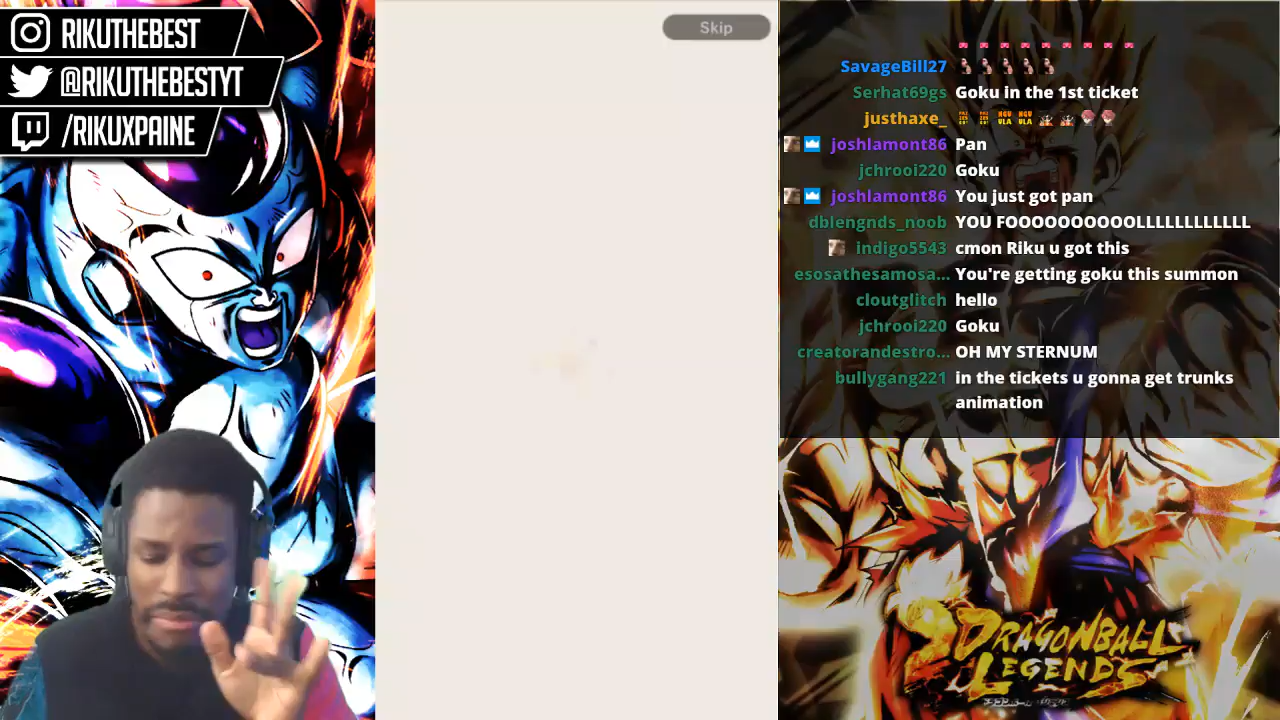 RIKUTHEBEST
@RIKUTHEBESTYT
/RIKUXPAINE
Skip
SavageBill27
Serhat69gs Goku in the 1st ticket
justhaxe_
joshlamont86 Pan
jchrooi220 Goku
joshlamont86 You just got pan
dblengnds_noob YOU FOOOOOOOOOOLLLLLLLLLLLL
indigo5543 cmon Riku u got this
esosathesamosa... You're getting goku this summon
cloutglitch hello
jchrooi220 Goku
creatorandestro... OH MY STERNUM
bullygang221 in the tickets u gonna get trunks
animation
DRAGONBALL
LEGENDS